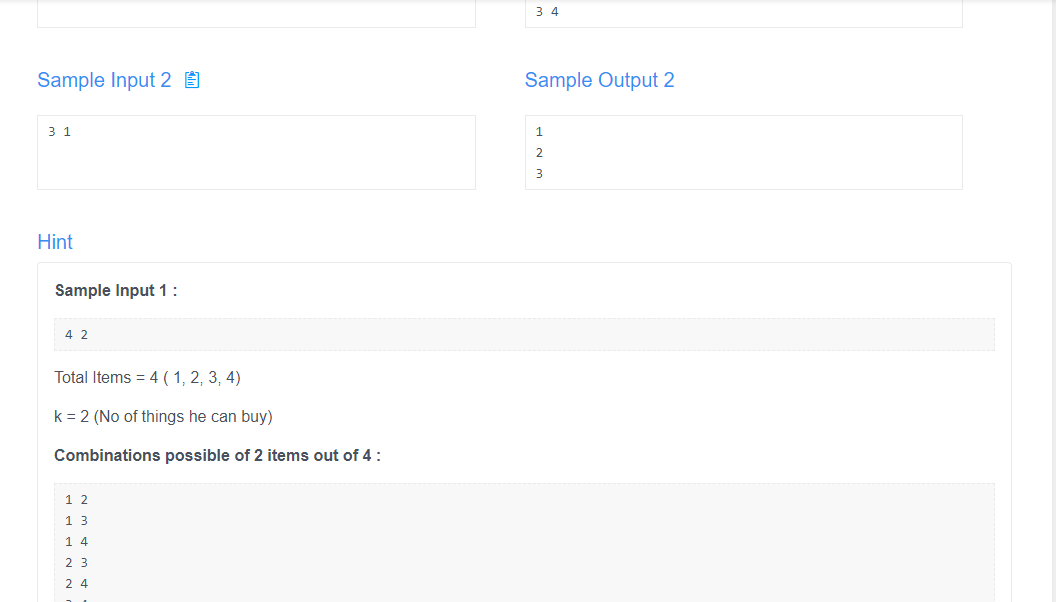 3 4
Sample Input 2
Sample Output 2
3 1
1
2
3
Hint
Sample Input 1 :
4 2
Total Items = 4 ( 1, 2, 3, 4)
k = 2 (No of things he can buy)
Combinations possible of 2 items out of 4 :
1 2
1 3
1 4
2 3
2 4